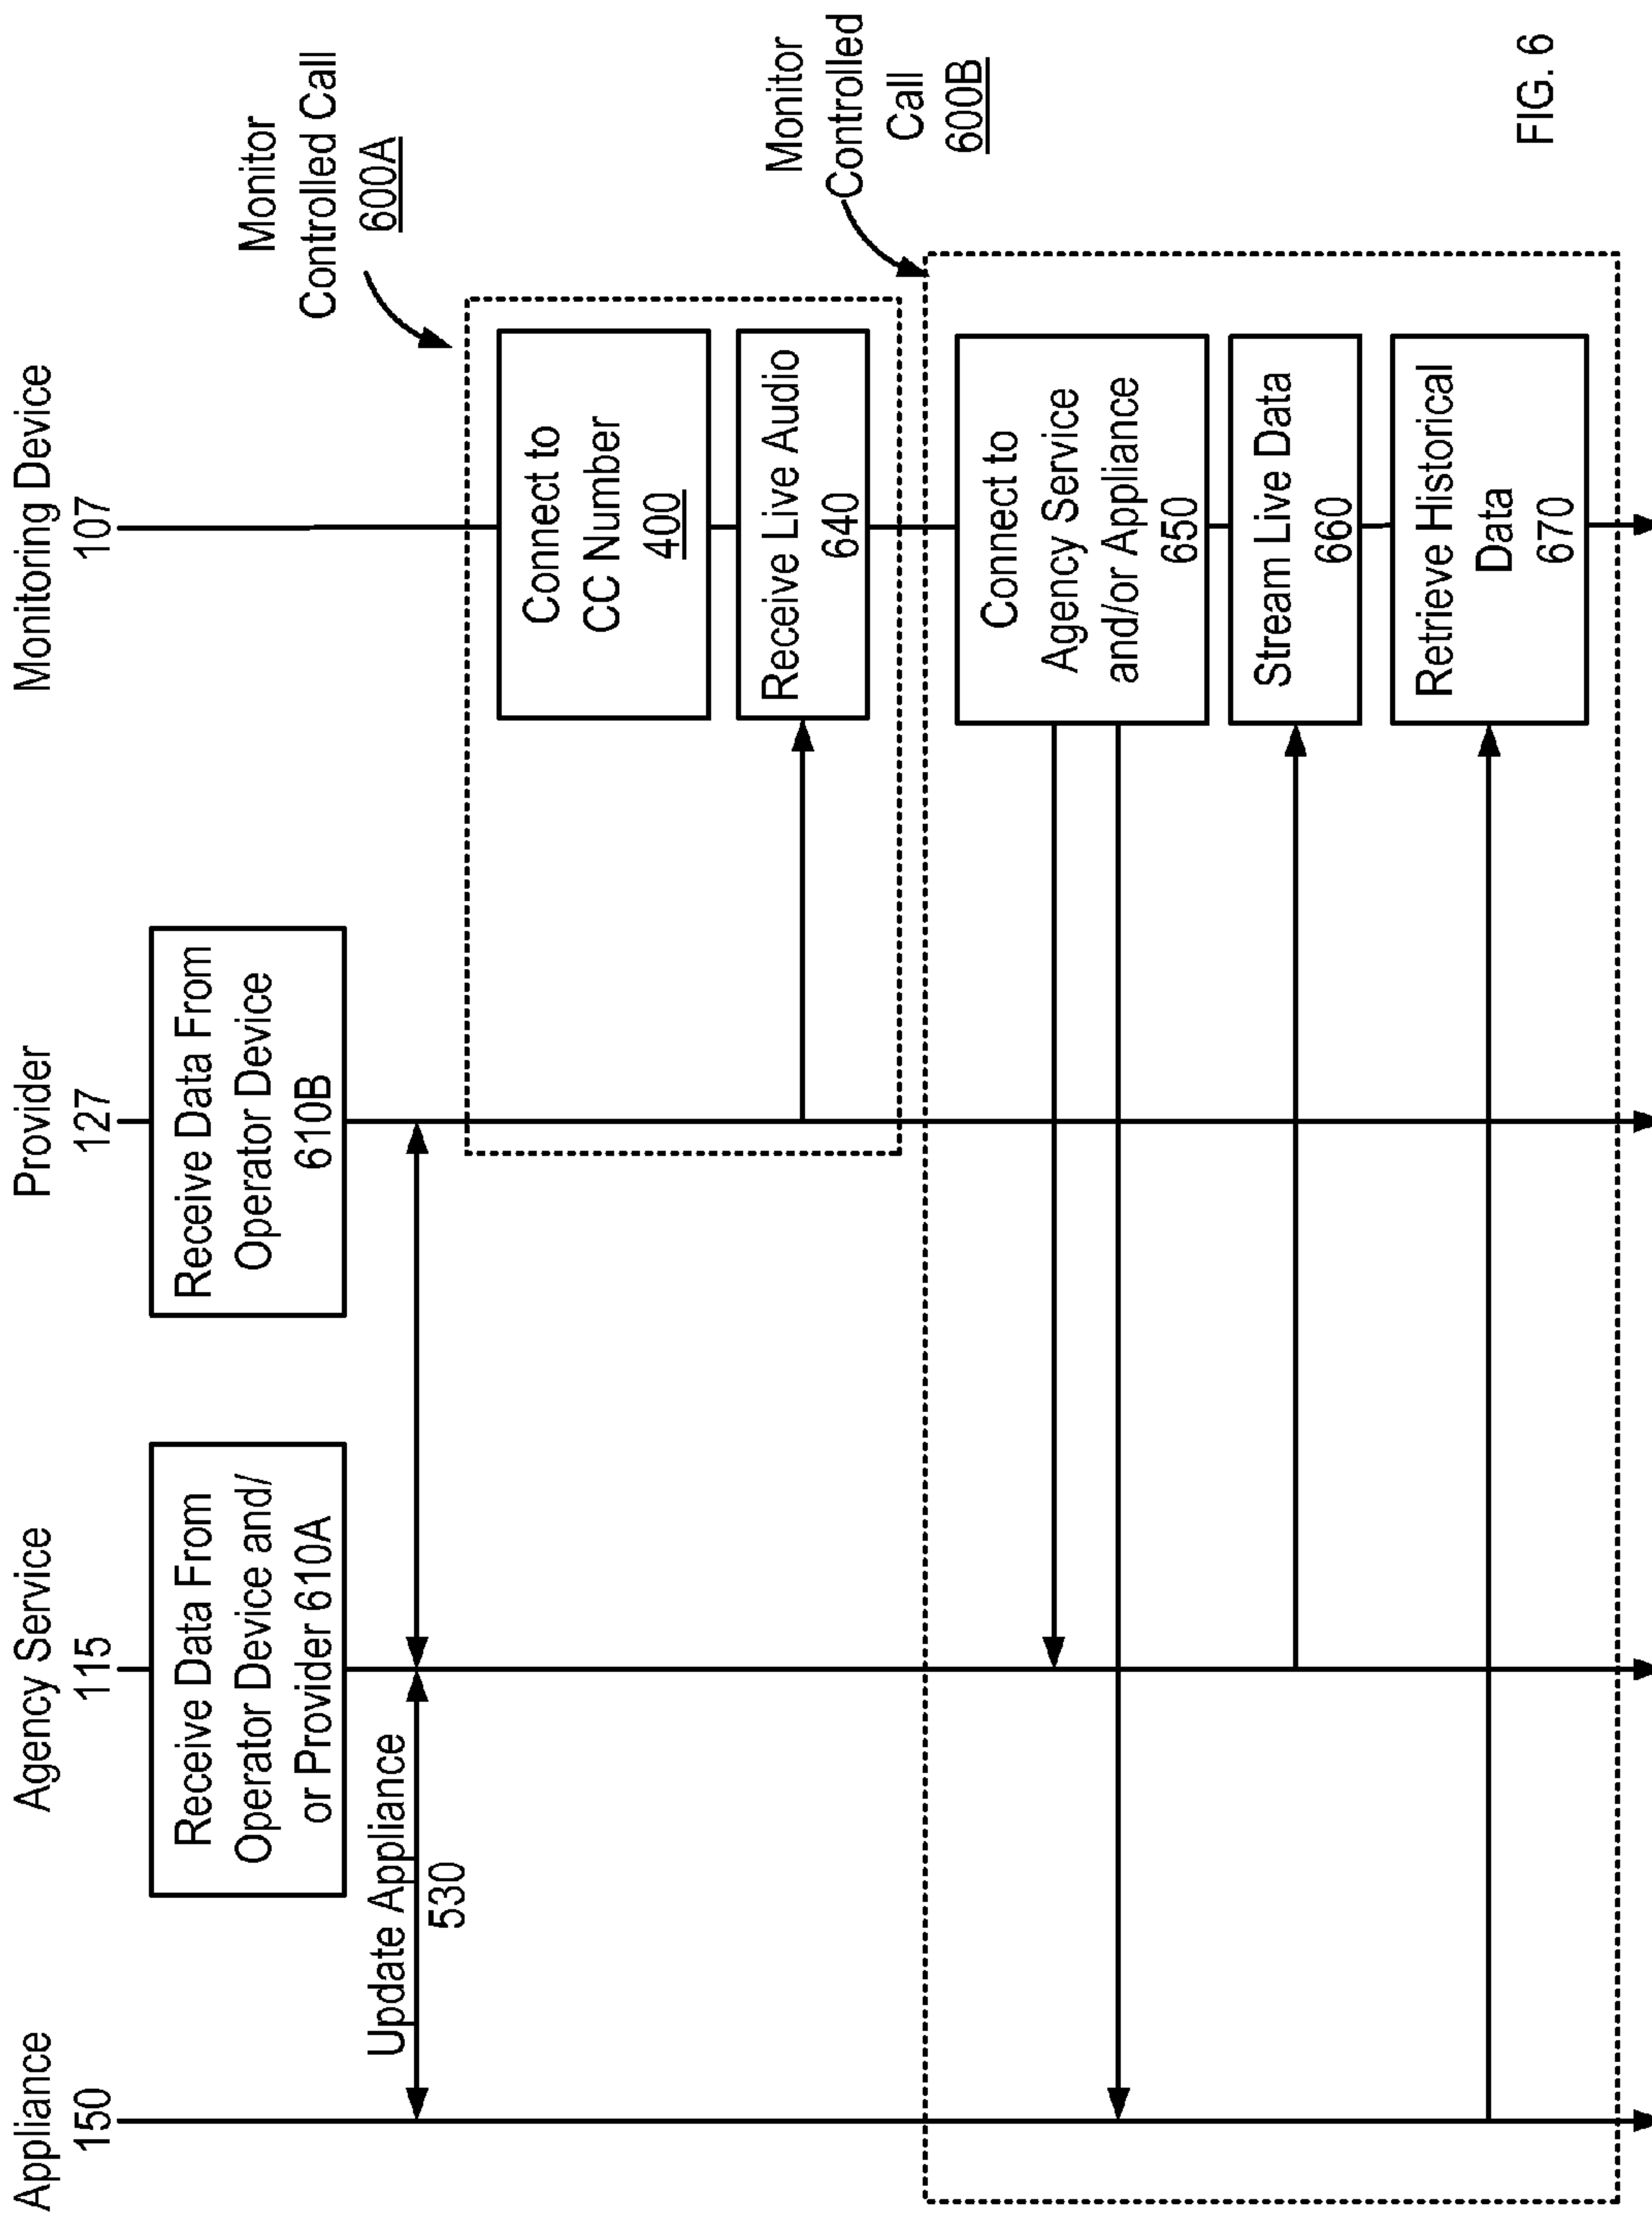 Appliance
150
Agency Service
115
Provider
127
Monitoring Device
107
Receive Data From
Operator Device and/
or Provider 610A
Receive Data From
Operator Device
610B
Update Appliance
530
Monitor
Controlled Call
600A
Connect to
CC Number
400
Receive Live Audio
640
Monitor
Controlled
Call
600B
Connect to
Agency Service
and/or Appliance
650
Stream Live Data
660
Retrieve Historical
Data
670
FIG. 6